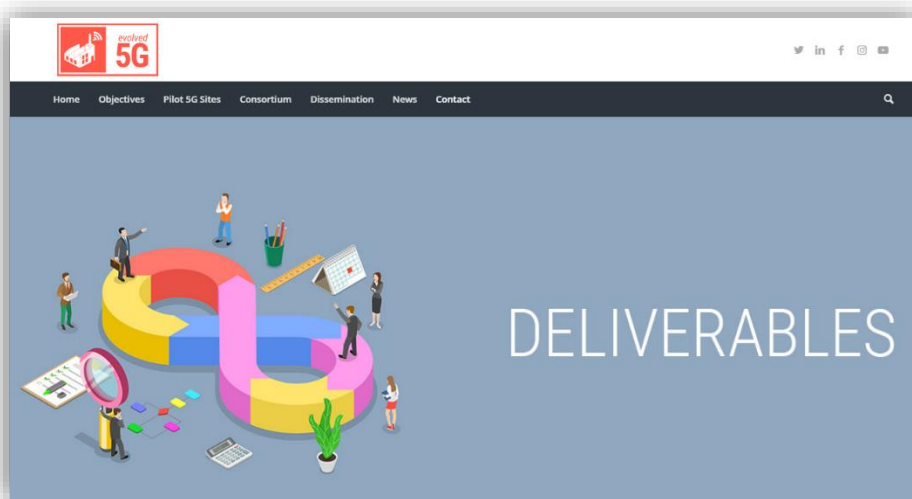 evolved
5G
Home Objectives Pilot 5G Sites Consortium Dissemination News Contact
DELIVERABLES